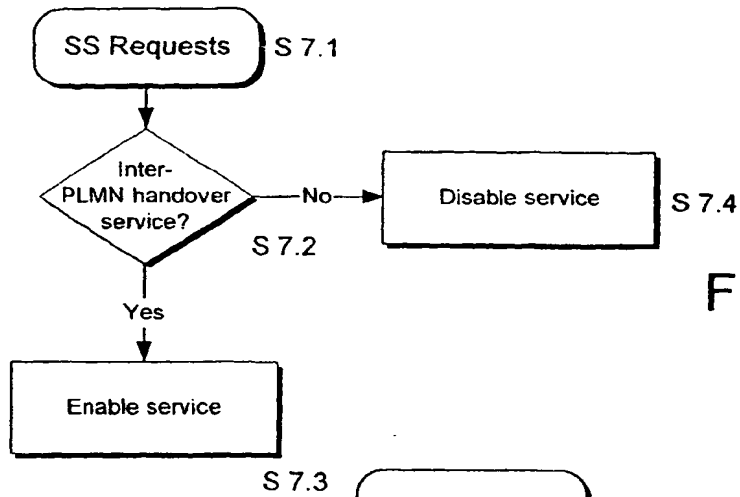 SS Requests
S 7.1
Inter-
PLMN handover
service?
S 7.2
No
Disable service
S 7.4
F
Yes
Enable service
S 7.3